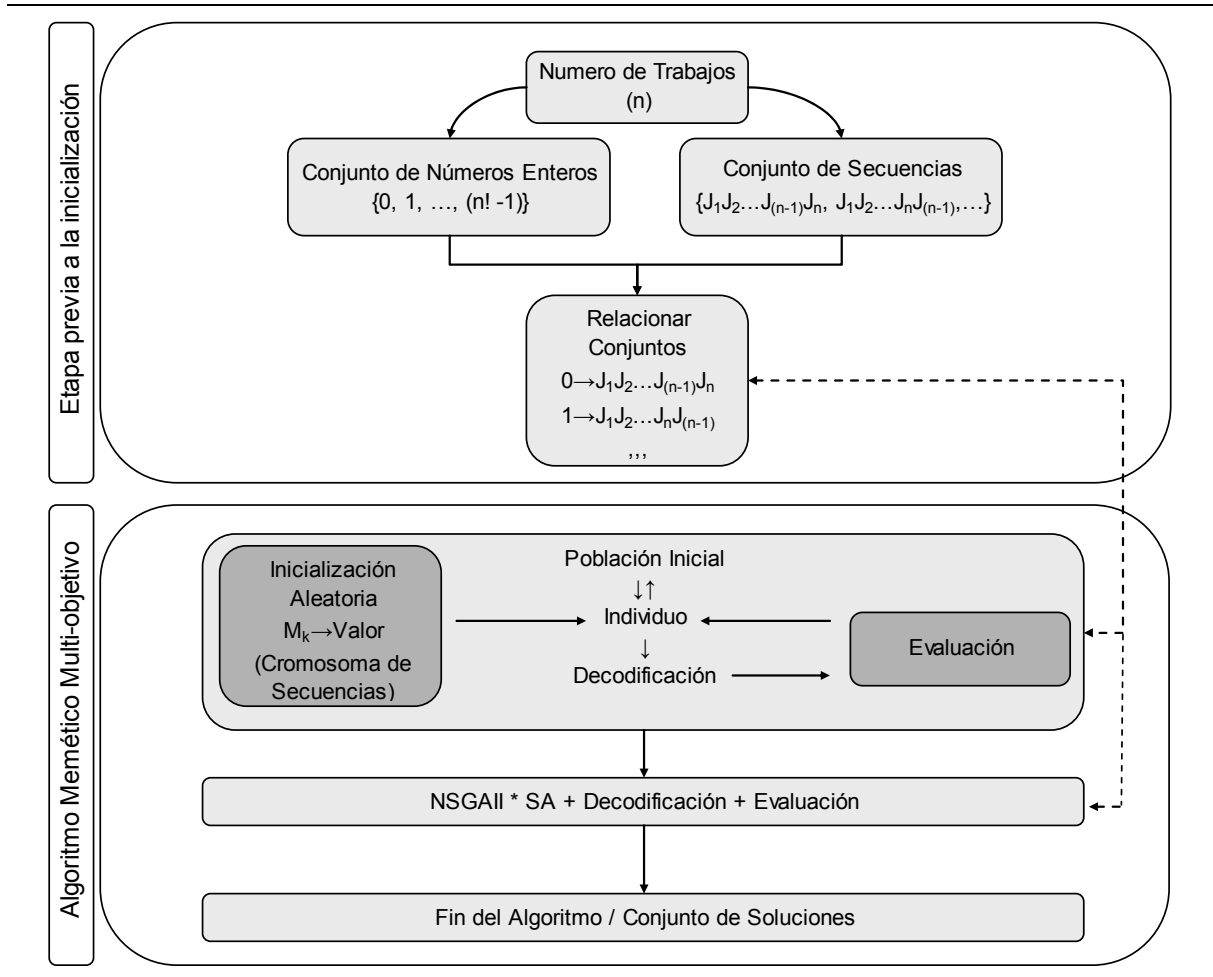 Etapa previa a la inicialización
Numero de Trabajos
(n)
Conjunto de Números Enteros
{0, 1, …, (n! -1)}
Conjunto de Secuencias
{J₁J₂…J₍ₙ₋₁₎Jₙ, J₁J₂…JₙJ₍ₙ₋₁₎,…}
Relacionar
Conjuntos
0→J₁J₂…J₍ₙ₋₁₎Jₙ
1→J₁J₂…JₙJ₍ₙ₋₁₎
,,,
Algoritmo Memético Multi-objetivo
Inicialización
Aleatoria
Mₖ→Valor
(Cromosoma de
Secuencias)
Población Inicial
↓↑
Individuo
↓
Decodificación
Evaluación
NSGAII * SA + Decodificación + Evaluación
Fin del Algoritmo / Conjunto de Soluciones